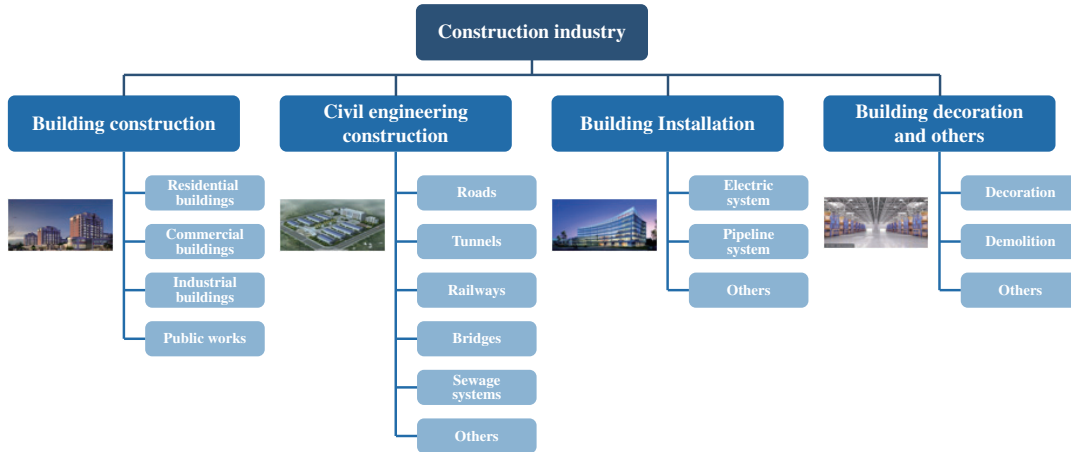 Construction industry
Building construction
Civil engineering
construction
Building Installation
Building decoration
and others
Residential
buildings
Commercial
buildings
Industrial
buildings
Public works
Roads
Tunnels
Railways
Bridges
Sewage
systems
Others
Electric
system
Pipeline
system
Others
Decoration
Demolition
Others